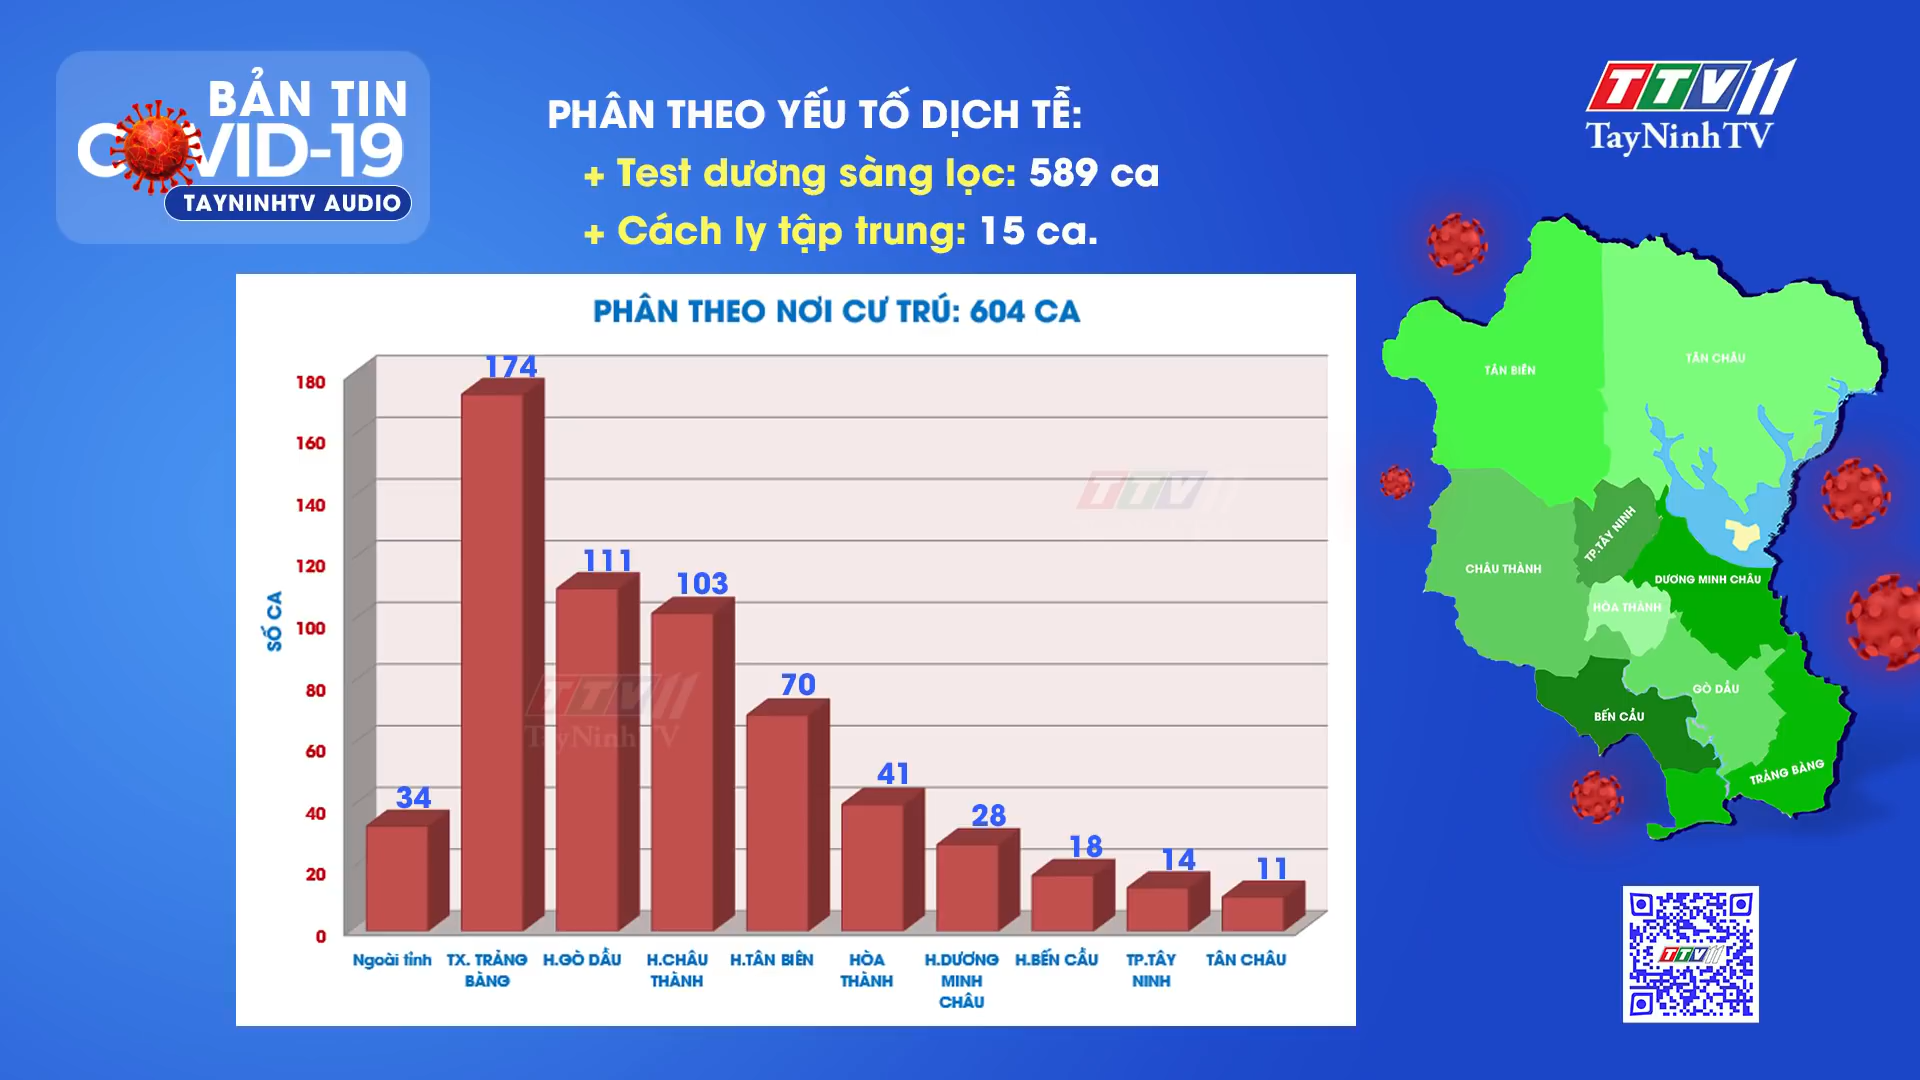 BẢN TIN
COVID-19
TAYNINHTV AUDIO
PHÂN THEO YẾU TỐ DỊCH TỄ:
+ Test dương sàng lọc: 589 ca
+ Cách ly tập trung: 15 ca.
TTV11
TayNinhTV
PHÂN THEO NƠI CƯ TRÚ: 604 CA
SỐ CA
180
160
140
120
100
80
60
40
20
0
34
174
111
103
70
41
28
18
14
11
Ngoài tỉnh
TX. TRẢNG
BÀNG
H.GÒ DẦU
H.CHÂU
THÀNH
H.TÂN BIÊN
HÒA
THÀNH
H.DƯƠNG
MINH
CHÂU
H.BẾN CẦU
TP.TÂY
NINH
TÂN CHÂU
TTV11
TayNinhTV
TTV11
TÂN BIÊN
TÂN CHÂU
TP.TÂY NINH
CHÂU THÀNH
DƯƠNG MINH CHÂU
HÒA THÀNH
GÒ DẦU
BẾN CẦU
TRẢNG BÀNG
TTV11